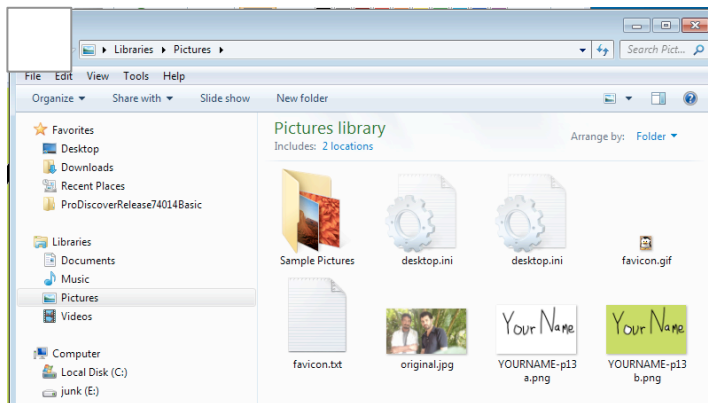 Libraries Pictures
Search Pict...
File Edit View Tools Help
Organize Share with Slide show New folder
Favorites
Desktop
Downloads
Recent Places
ProDiscoverRelease74014Basic
Libraries
Documents
Music
Pictures
Videos
Computer
Local Disk (C:)
junk (E:)
Pictures library
Includes: 2 locations
Arrange by: Folder
Sample Pictures
desktop.ini
desktop.ini
favicon.gif
favicon.txt
original.jpg
Your Name
YOURNAME-p13
a.png
Your Name
YOURNAME-p13
b.png